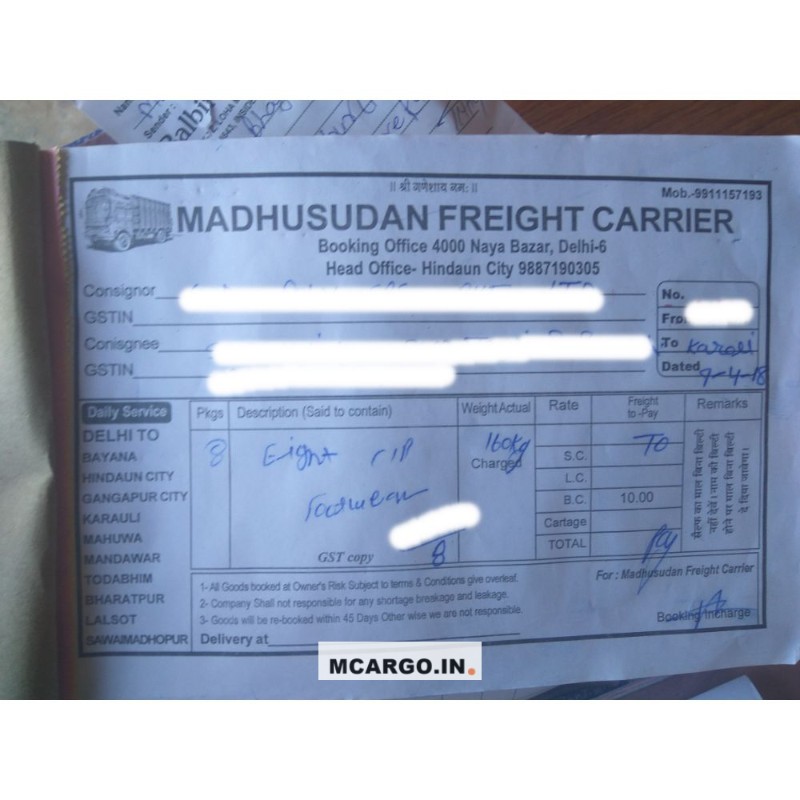 || श्री गणेशाय नमः ||
Mob.-9911157193
MADHUSUDAN FREIGHT CARRIER
Booking Office 4000 Naya Bazar, Delhi-6
Head Office- Hindaun City 9887190305
Consignor
GSTIN
Conisgnee
GSTIN
No.
Fro
To Karoli
Dated 9-4-18
Daily Service
DELHI TO
BAYANA
HINDAUN CITY
GANGAPUR CITY
KARAULI
MAHUWA
MANDAWAR
TODABHIM
BHARATPUR
LALSOT
SAWAIMADHOPUR
Pkgs Description (Said to contain) Weight Actual Rate Freight to -Pay Remarks
8 Eight 160Kg
Charged
8
GST copy
S.C. TO
L.C.
B.C. 10,00
Cartage
TOTAL Pay
1- All Goods booked at Owner's Risk Subject to terms & Conditions give overleaf.
2- Company Shall not responsible for any shortage breakage and leakage.
3- Goods will be re-booked within 45 Days Other wise we are not responsible.
Delivery at
For : Madhusudan Freight Carrier
Booking Incharge
MCARGO.IN.